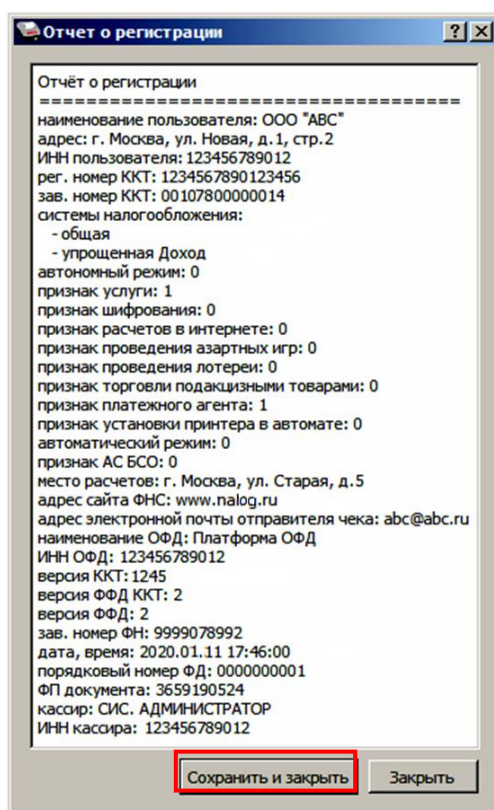 Отчет о регистрации
Отчёт о регистрации
=====================================
наименование пользователя: ООО "АВС"
адрес: г. Москва, ул. Новая, д.1, стр.2
ИНН пользователя: 123456789012
рег. номер ККТ: 1234567890123456
зав. номер ККТ: 00107800000014
системы налогообложения:
- общая
- упрощенная Доход
автономный режим: 0
признак услуги: 1
признак шифрования: 0
признак расчетов в интернете: 0
признак проведения азартных игр: 0
признак проведения лотереи: 0
признак торговли подакцизными товарами: 0
признак платежного агента: 1
признак установки принтера в автомате: 0
автоматический режим: 0
признак АС БСО: 0
место расчетов: г. Москва, ул. Старая, д.5
адрес сайта ФНС: www.nalog.ru
адрес электронной почты отправителя чека: abc@abc.ru
наименование ОФД: Платформа ОФД
ИНН ОФД: 123456789012
версия ККТ: 1245
версия ФФД ККТ: 2
версия ФФД: 2
зав. номер ФН: 9999078992
дата, время: 2020.01.11 17:46:00
порядковый номер ФД: 0000000001
ФП документа: 3659190524
кассир: СИС. АДМИНИСТРАТОР
ИНН кассира: 123456789012
Сохранить и закрыть Закрыть